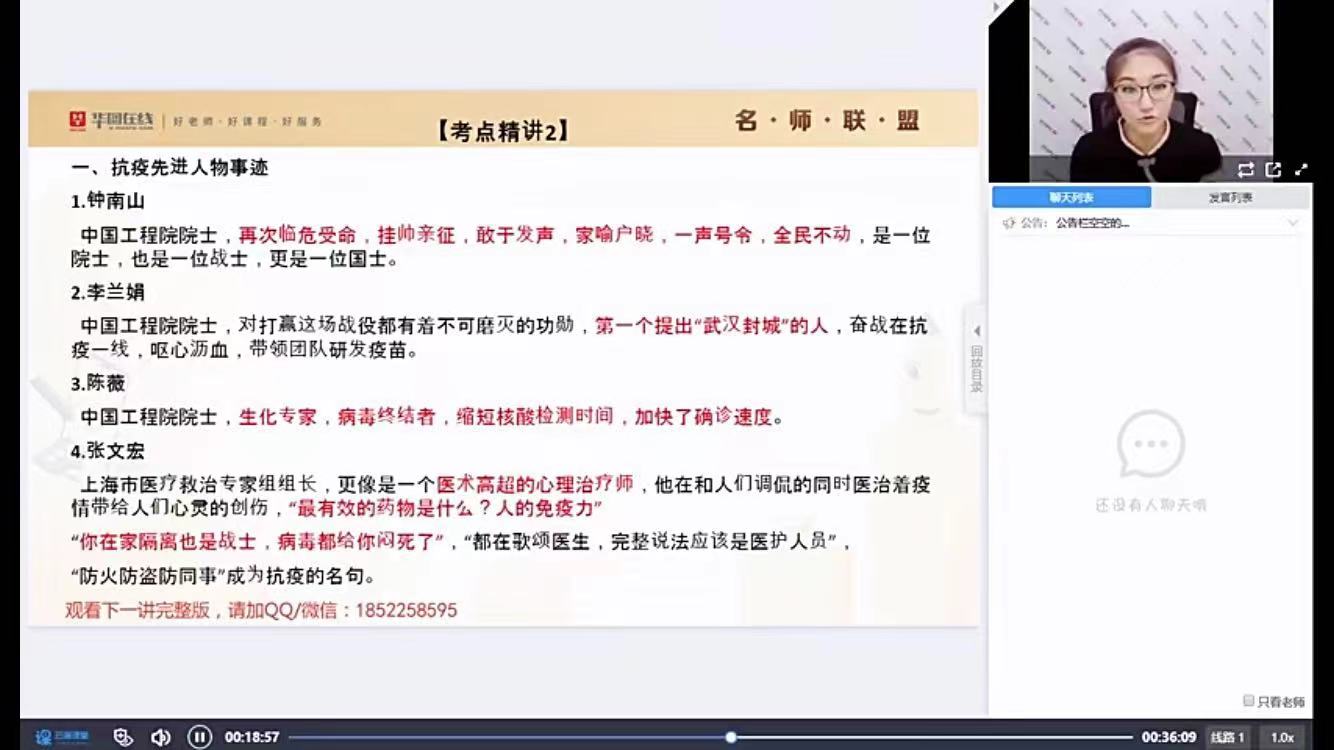 华图在线 | 好老师·好课程·好服务
【考点精讲2】
名·师·联·盟
一、抗疫先进人物事迹
1.钟南山
中国工程院院士，再次临危受命，挂帅亲征，敢于发声，家喻户晓，一声号令，全民不动，是一位
院士，也是一位战士，更是一位国士。
2.李兰娟
中国工程院院士，对打赢这场战役都有着不可磨灭的功勋，第一个提出“武汉封城”的人，奋战在抗
疫一线，呕心沥血，带领团队研发疫苗。
3.陈薇
中国工程院院士，生化专家，病毒终结者，缩短核酸检测时间，加快了确诊速度。
4.张文宏
上海市医疗救治专家组组长，更像是一个医术高超的心理治疗师，他在和人们调侃的同时医治着疫
情带给人们心灵的创伤，“最有效的药物是什么？人的免疫力”
“你在家隔离也是战士，病毒都给你闷死了”，“都在歌颂医生，完整说法应该是医护人员”，
“防火防盗防同事”成为抗疫的名句。
观看下一讲完整版，请加QQ/微信：1852258595
回放目录
聊天列表
发言列表
公告： 公告栏空空的...
还没有人聊天哦
只看老师
云端课堂
00:18:57
00:36:09
线路 1
1.0x